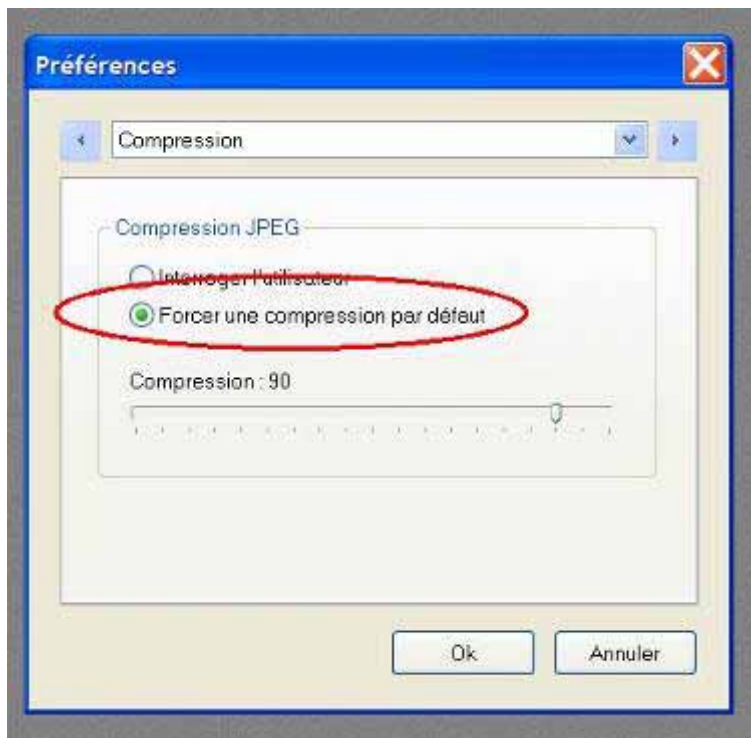 Préférences
Compression
Compression JPEG
Interroger l'utilisateur
Forcer une compression par défaut
Compression : 90
Ok
Annuler